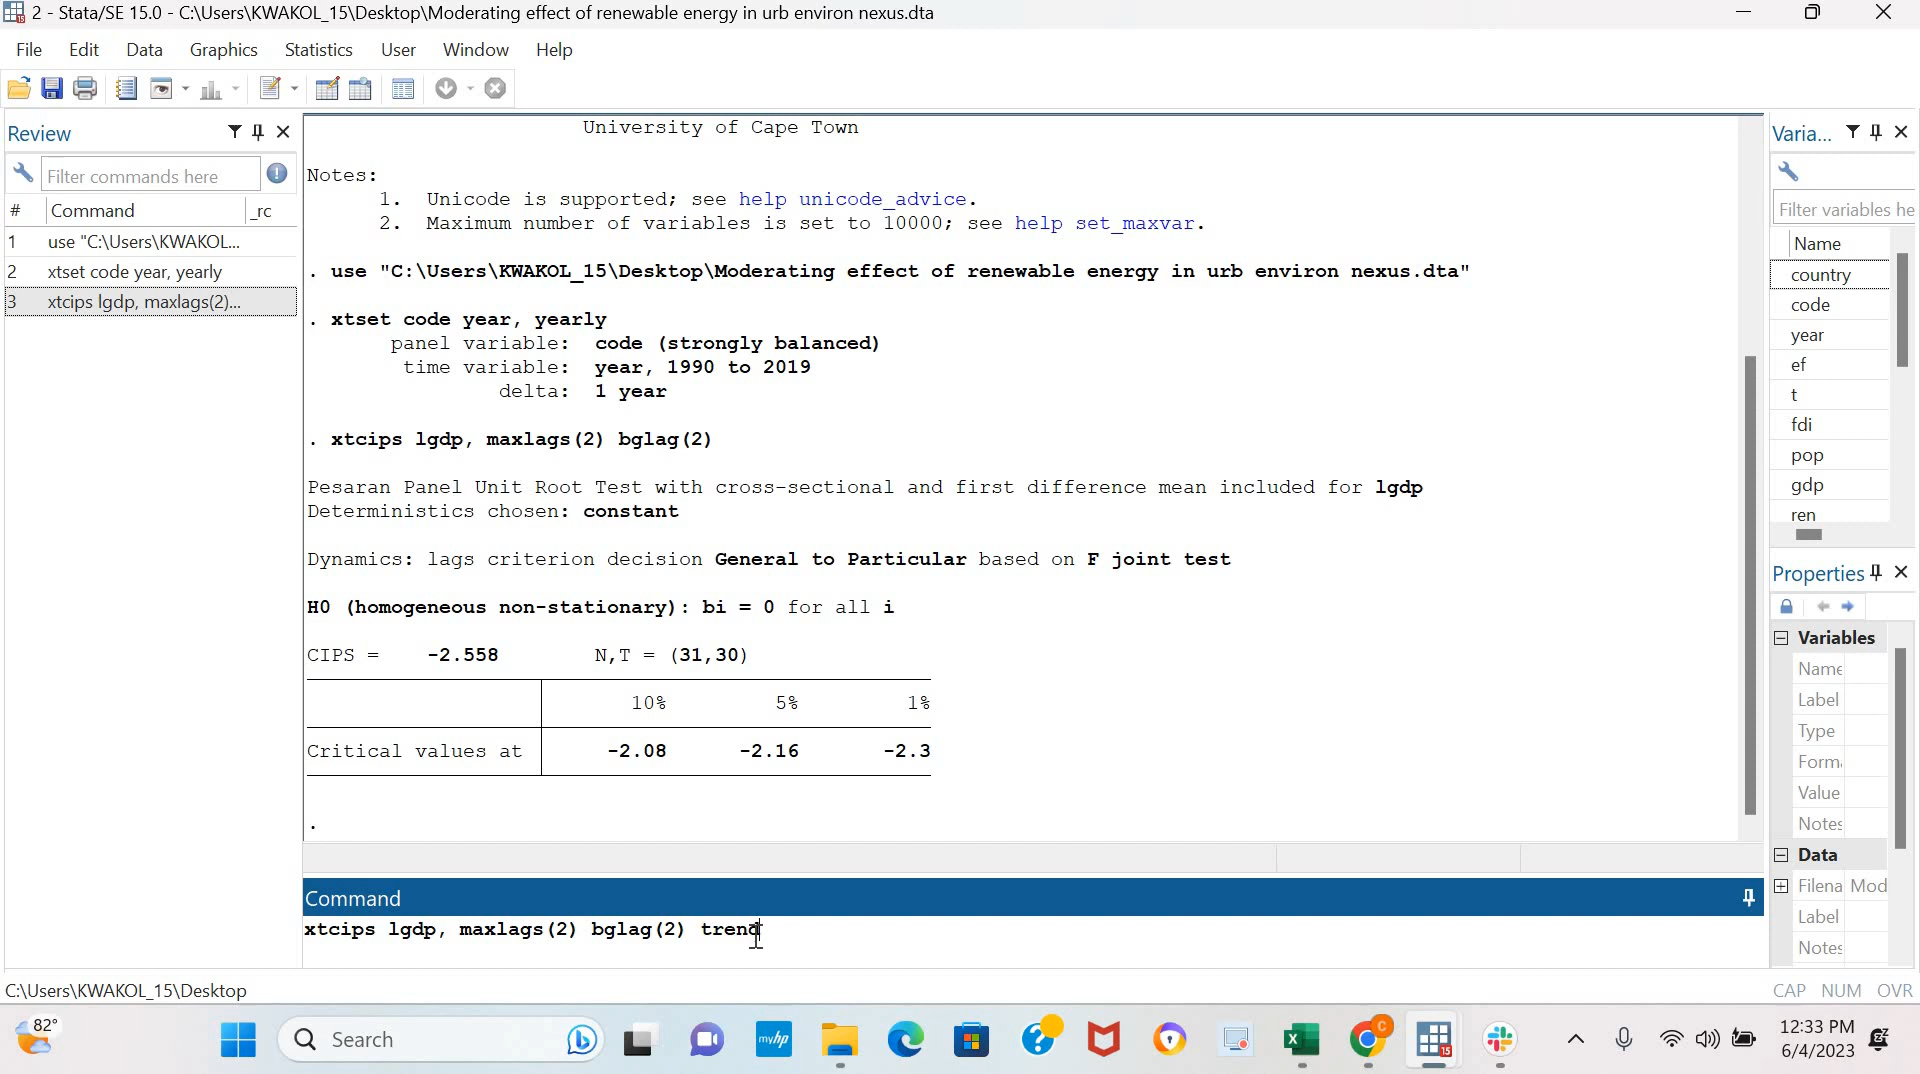 2 - Stata/SE 15.0 - C:\Users\KWAKOL_15\Desktop\Moderating effect of renewable energy in urb environ nexus.dta
File Edit Data Graphics Statistics User Window Help
Review
Filter commands here
# Command _rc
1 use "C:\Users\KWAKOL...
2 xtset code year, yearly
3 xtcips lgdp, maxlags(2)...
University of Cape Town
Notes:
1. Unicode is supported; see help unicode_advice.
2. Maximum number of variables is set to 10000; see help set_maxvar.
. use "C:\Users\KWAKOL_15\Desktop\Moderating effect of renewable energy in urb environ nexus.dta"
. xtset code year, yearly
panel variable: code (strongly balanced)
time variable: year, 1990 to 2019
delta: 1 year
. xtcips lgdp, maxlags(2) bglag(2)
Pesaran Panel Unit Root Test with cross-sectional and first difference mean included for lgdp
Deterministics chosen: constant
Dynamics: lags criterion decision General to Particular based on F joint test
H0 (homogeneous non-stationary): bi = 0 for all i
CIPS = -2.558 N,T = (31,30)
10% 5% 1%
Critical values at -2.08 -2.16 -2.3
.
Command
xtcips lgdp, maxlags(2) bglag(2) trend
Varia...
Filter variables he
Name
country
code
year
ef
t
fdi
pop
gdp
ren
Properties
Variables
Name
Label
Type
Form
Value
Notes
Data
Filena Mod
Label
Notes
C:\Users\KWAKOL_15\Desktop
CAP NUM OVR
82°
Search
myhp
12:33 PM
6/4/2023